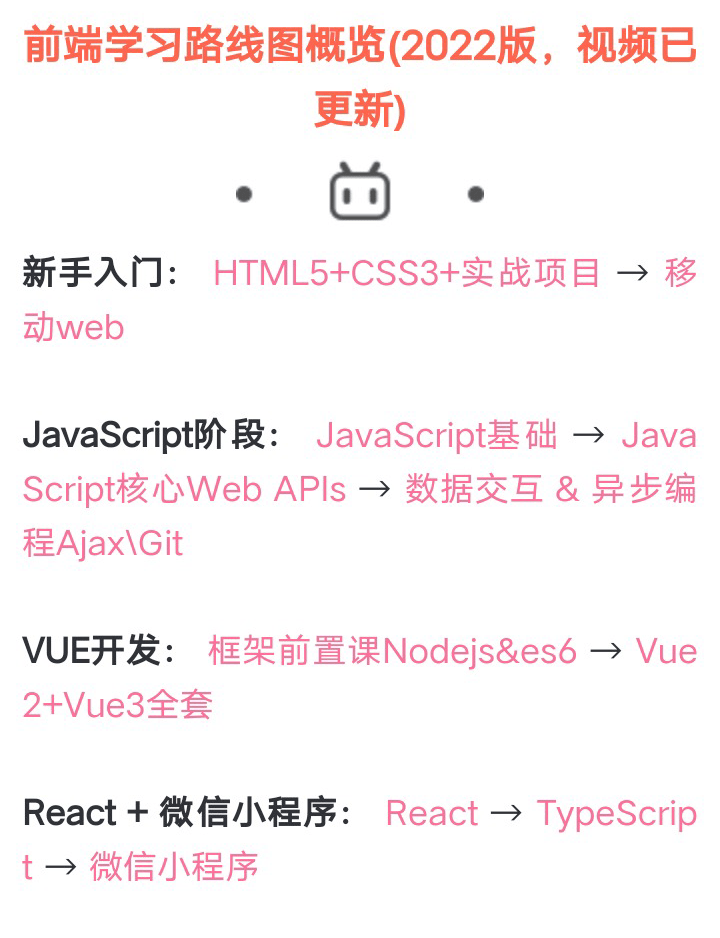 前端学习路线图概览(2022版，视频已
更新)
新手入门： HTML5+CSS3+实战项目 → 移
动web
JavaScript阶段： JavaScript基础 → Java
Script核心Web APIs → 数据交互 & 异步编
程Ajax\Git
VUE开发： 框架前置课Nodejs&es6 → Vue
2+Vue3全套
React + 微信小程序： React → TypeScrip
t → 微信小程序